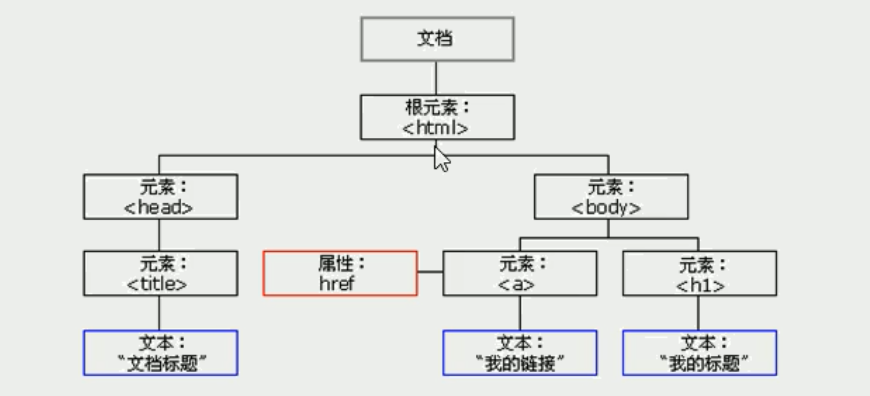 文档
根元素：
<html>
元素：
<head>
元素：
<body>
元素：
<title>
属性：
href
元素：
<a>
元素：
<h1>
文本：
“文档标题”
文本：
“我的链接”
文本：
“我的标题”